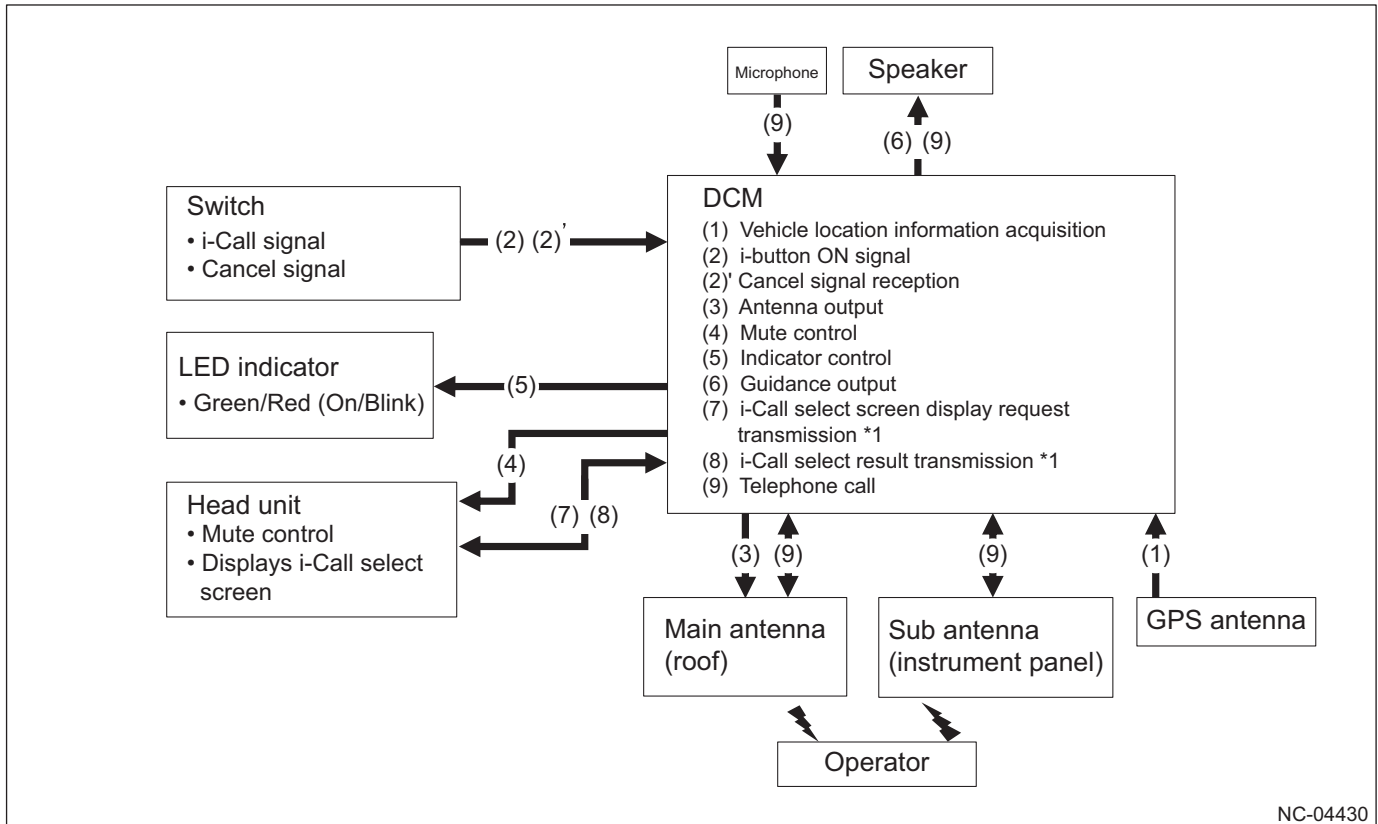 Microphone
Speaker
(9)
(6) (9)
Switch
• i-Call signal
• Cancel signal
(2) (2)'
DCM
(1) Vehicle location information acquisition
(2) i-button ON signal
(2)' Cancel signal reception
(3) Antenna output
(4) Mute control
(5) Indicator control
(6) Guidance output
(7) i-Call select screen display request
transmission *1
(8) i-Call select result transmission *1
(9) Telephone call
LED indicator
• Green/Red (On/Blink)
(5)
(4)
Head unit
• Mute control
• Displays i-Call select
screen
(7) (8)
(3) (9)
(9)
(1)
Main antenna
(roof)
Sub antenna
(instrument panel)
GPS antenna
Operator
NC-04430